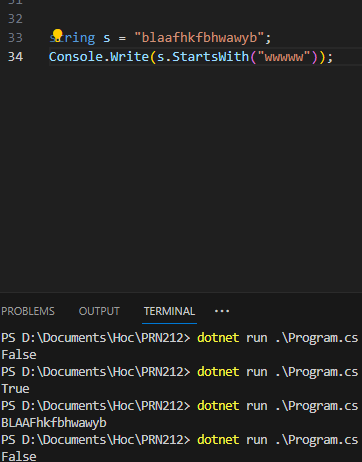 32
33 string s = "blaafhkfbhwawyb";
34 Console.Write(s.StartsWith("wwwww"));
PROBLEMS OUTPUT TERMINAL ...
PS D:\Documents\Hoc\PRN212> dotnet run .\Program.cs
False
PS D:\Documents\Hoc\PRN212> dotnet run .\Program.cs
True
PS D:\Documents\Hoc\PRN212> dotnet run .\Program.cs
BLAAFhkfbhwawyb
PS D:\Documents\Hoc\PRN212> dotnet run .\Program.cs
False